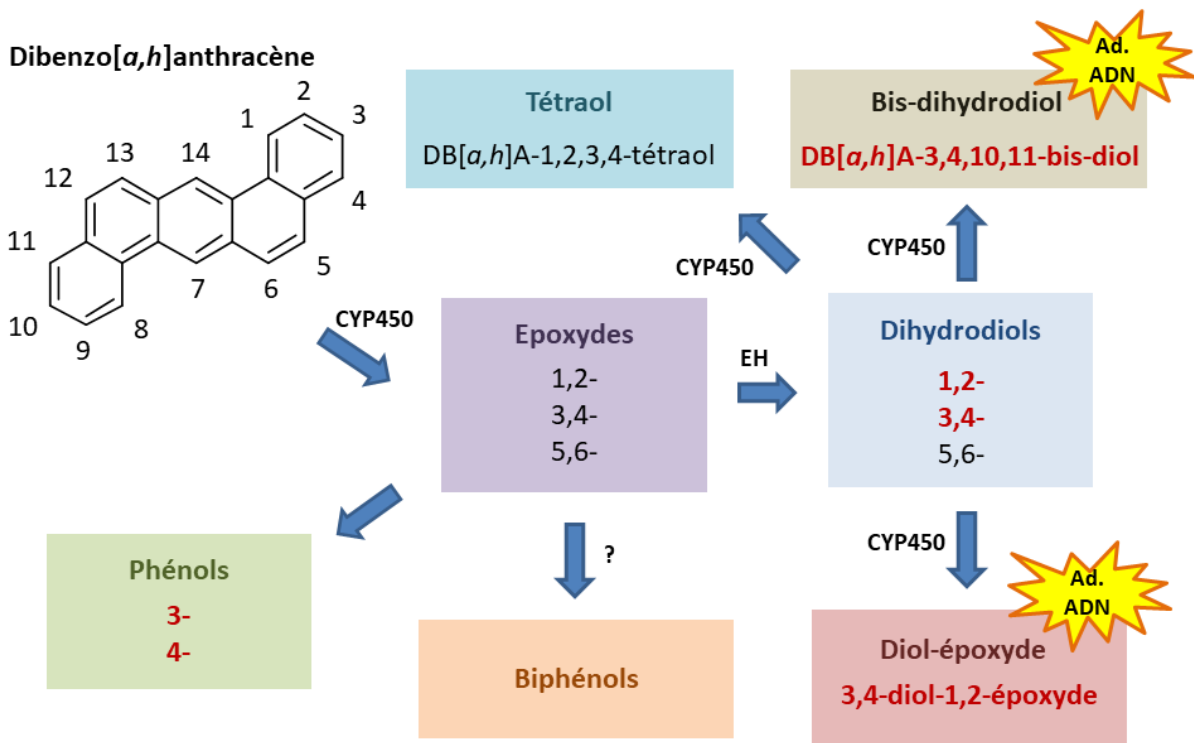 Dibenzo[a,h]anthracène
1
2
3
4
5
6
7
8
9
10
11
12
13
14
Tétraol
DB[a,h]A-1,2,3,4-tétraol
Ad.
ADN
Bis-dihydrodiol
DB[a,h]A-3,4,10,11-bis-diol
CYP450
CYP450
CYP450
Epoxydes
1,2-
3,4-
5,6-
EH
Dihydrodiols
1,2-
3,4-
5,6-
Phénols
3-
4-
?
Biphénols
CYP450
Ad.
ADN
Diol-époxyde
3,4-diol-1,2-époxyde